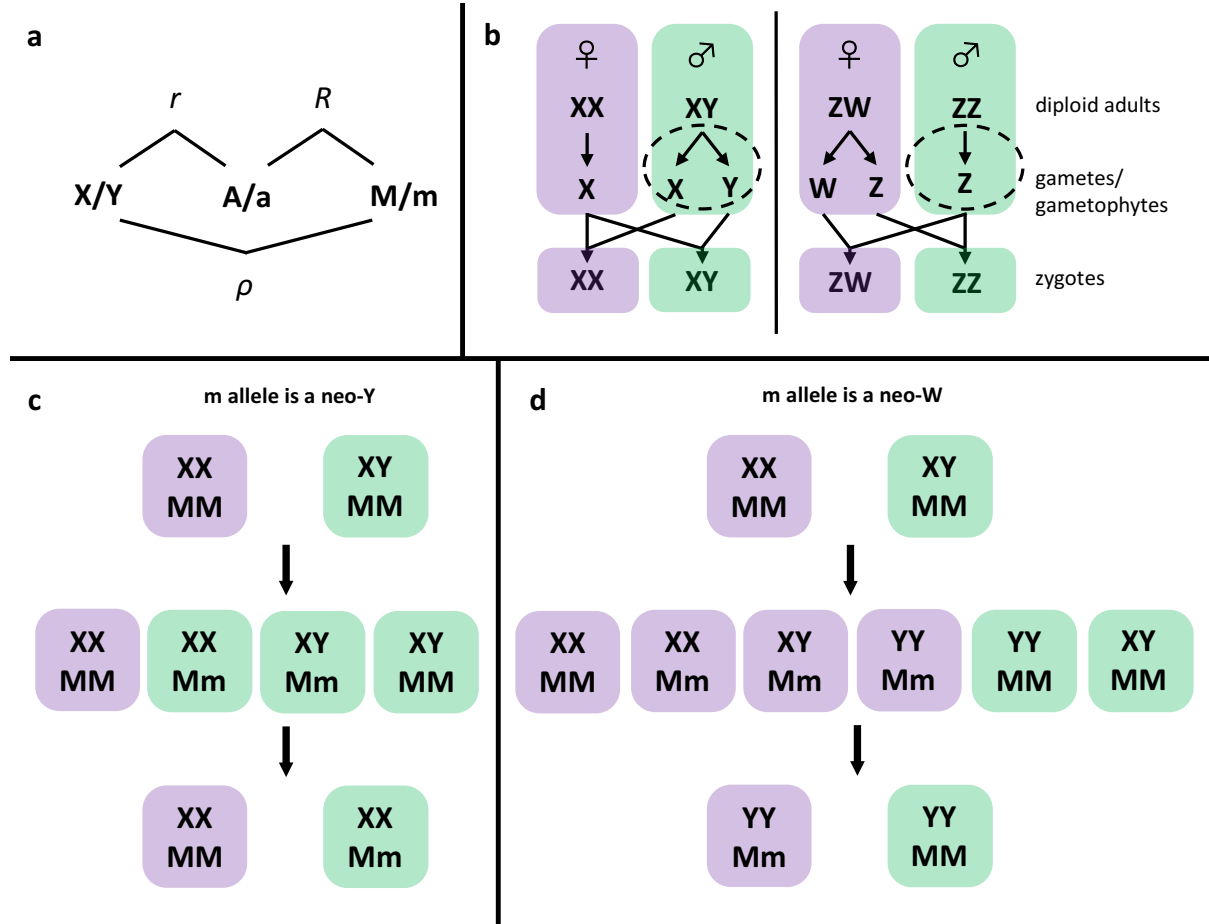 a
r R
X/Y A/a M/m
ρ
b
♀ ♂ ♀ ♂
XX XY ZW ZZ diploid adults
X X Y W Z Z gametes/
gametophytes
XX XY ZW ZZ zygotes
c
m allele is a neo-Y
XX XY
MM MM
XX XX XY XY
MM Mm Mm MM
XX XX
MM Mm
d
m allele is a neo-W
XX XY
MM MM
XX XX XY YY YY XY
MM Mm Mm Mm MM MM
YY YY
Mm MM